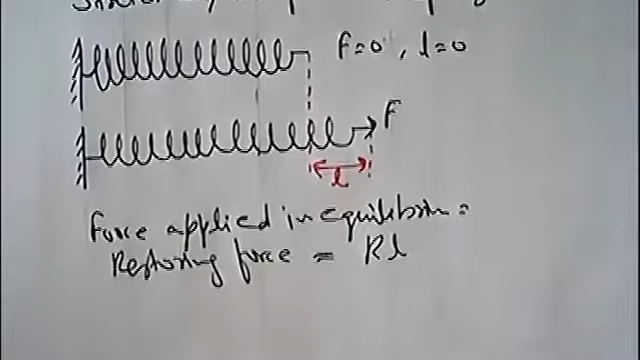 F=0, l=0
F
l
Force applied in equilibrium =
Restoring force = Kl